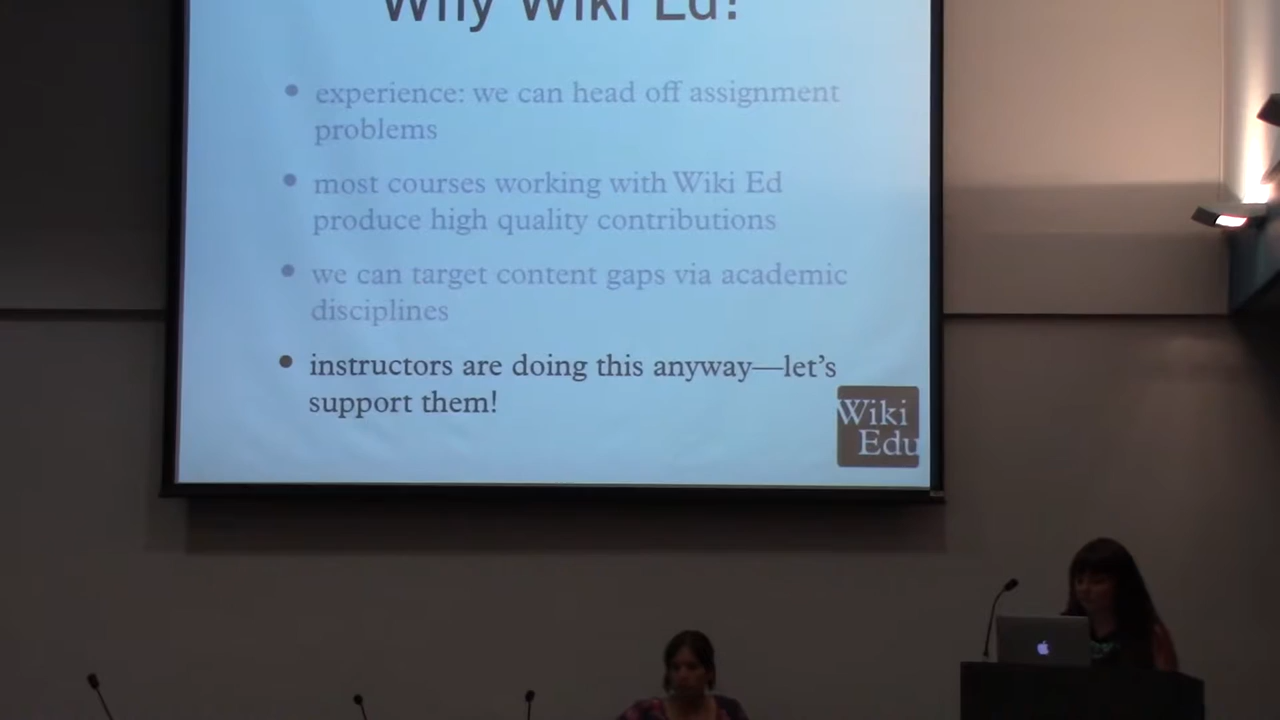 Why Wiki Ed?
experience: we can head off assignment
problems
most courses working with Wiki Ed
produce high quality contributions
we can target content gaps via academic
disciplines
instructors are doing this anyway—let's
support them!
Wiki
Edu